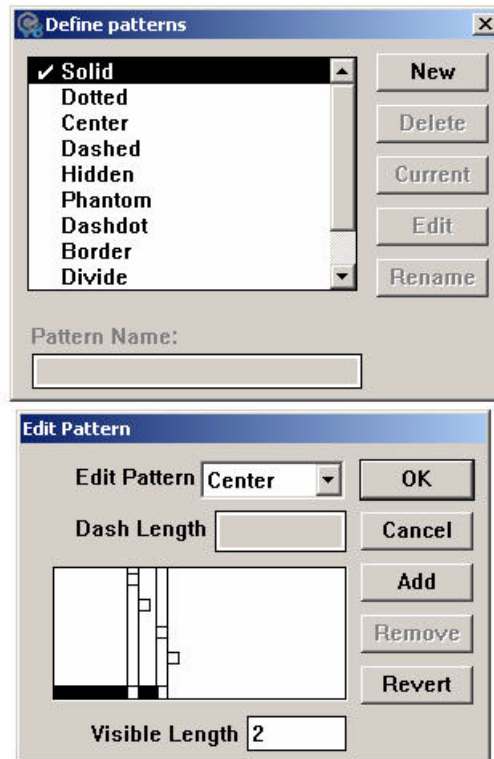 Define patterns
✓ Solid
Dotted
Center
Dashed
Hidden
Phantom
Dashdot
Border
Divide
New
Delete
Current
Edit
Rename
Pattern Name:
Edit Pattern
Edit Pattern Center
Dash Length
Visible Length 2
OK
Cancel
Add
Remove
Revert